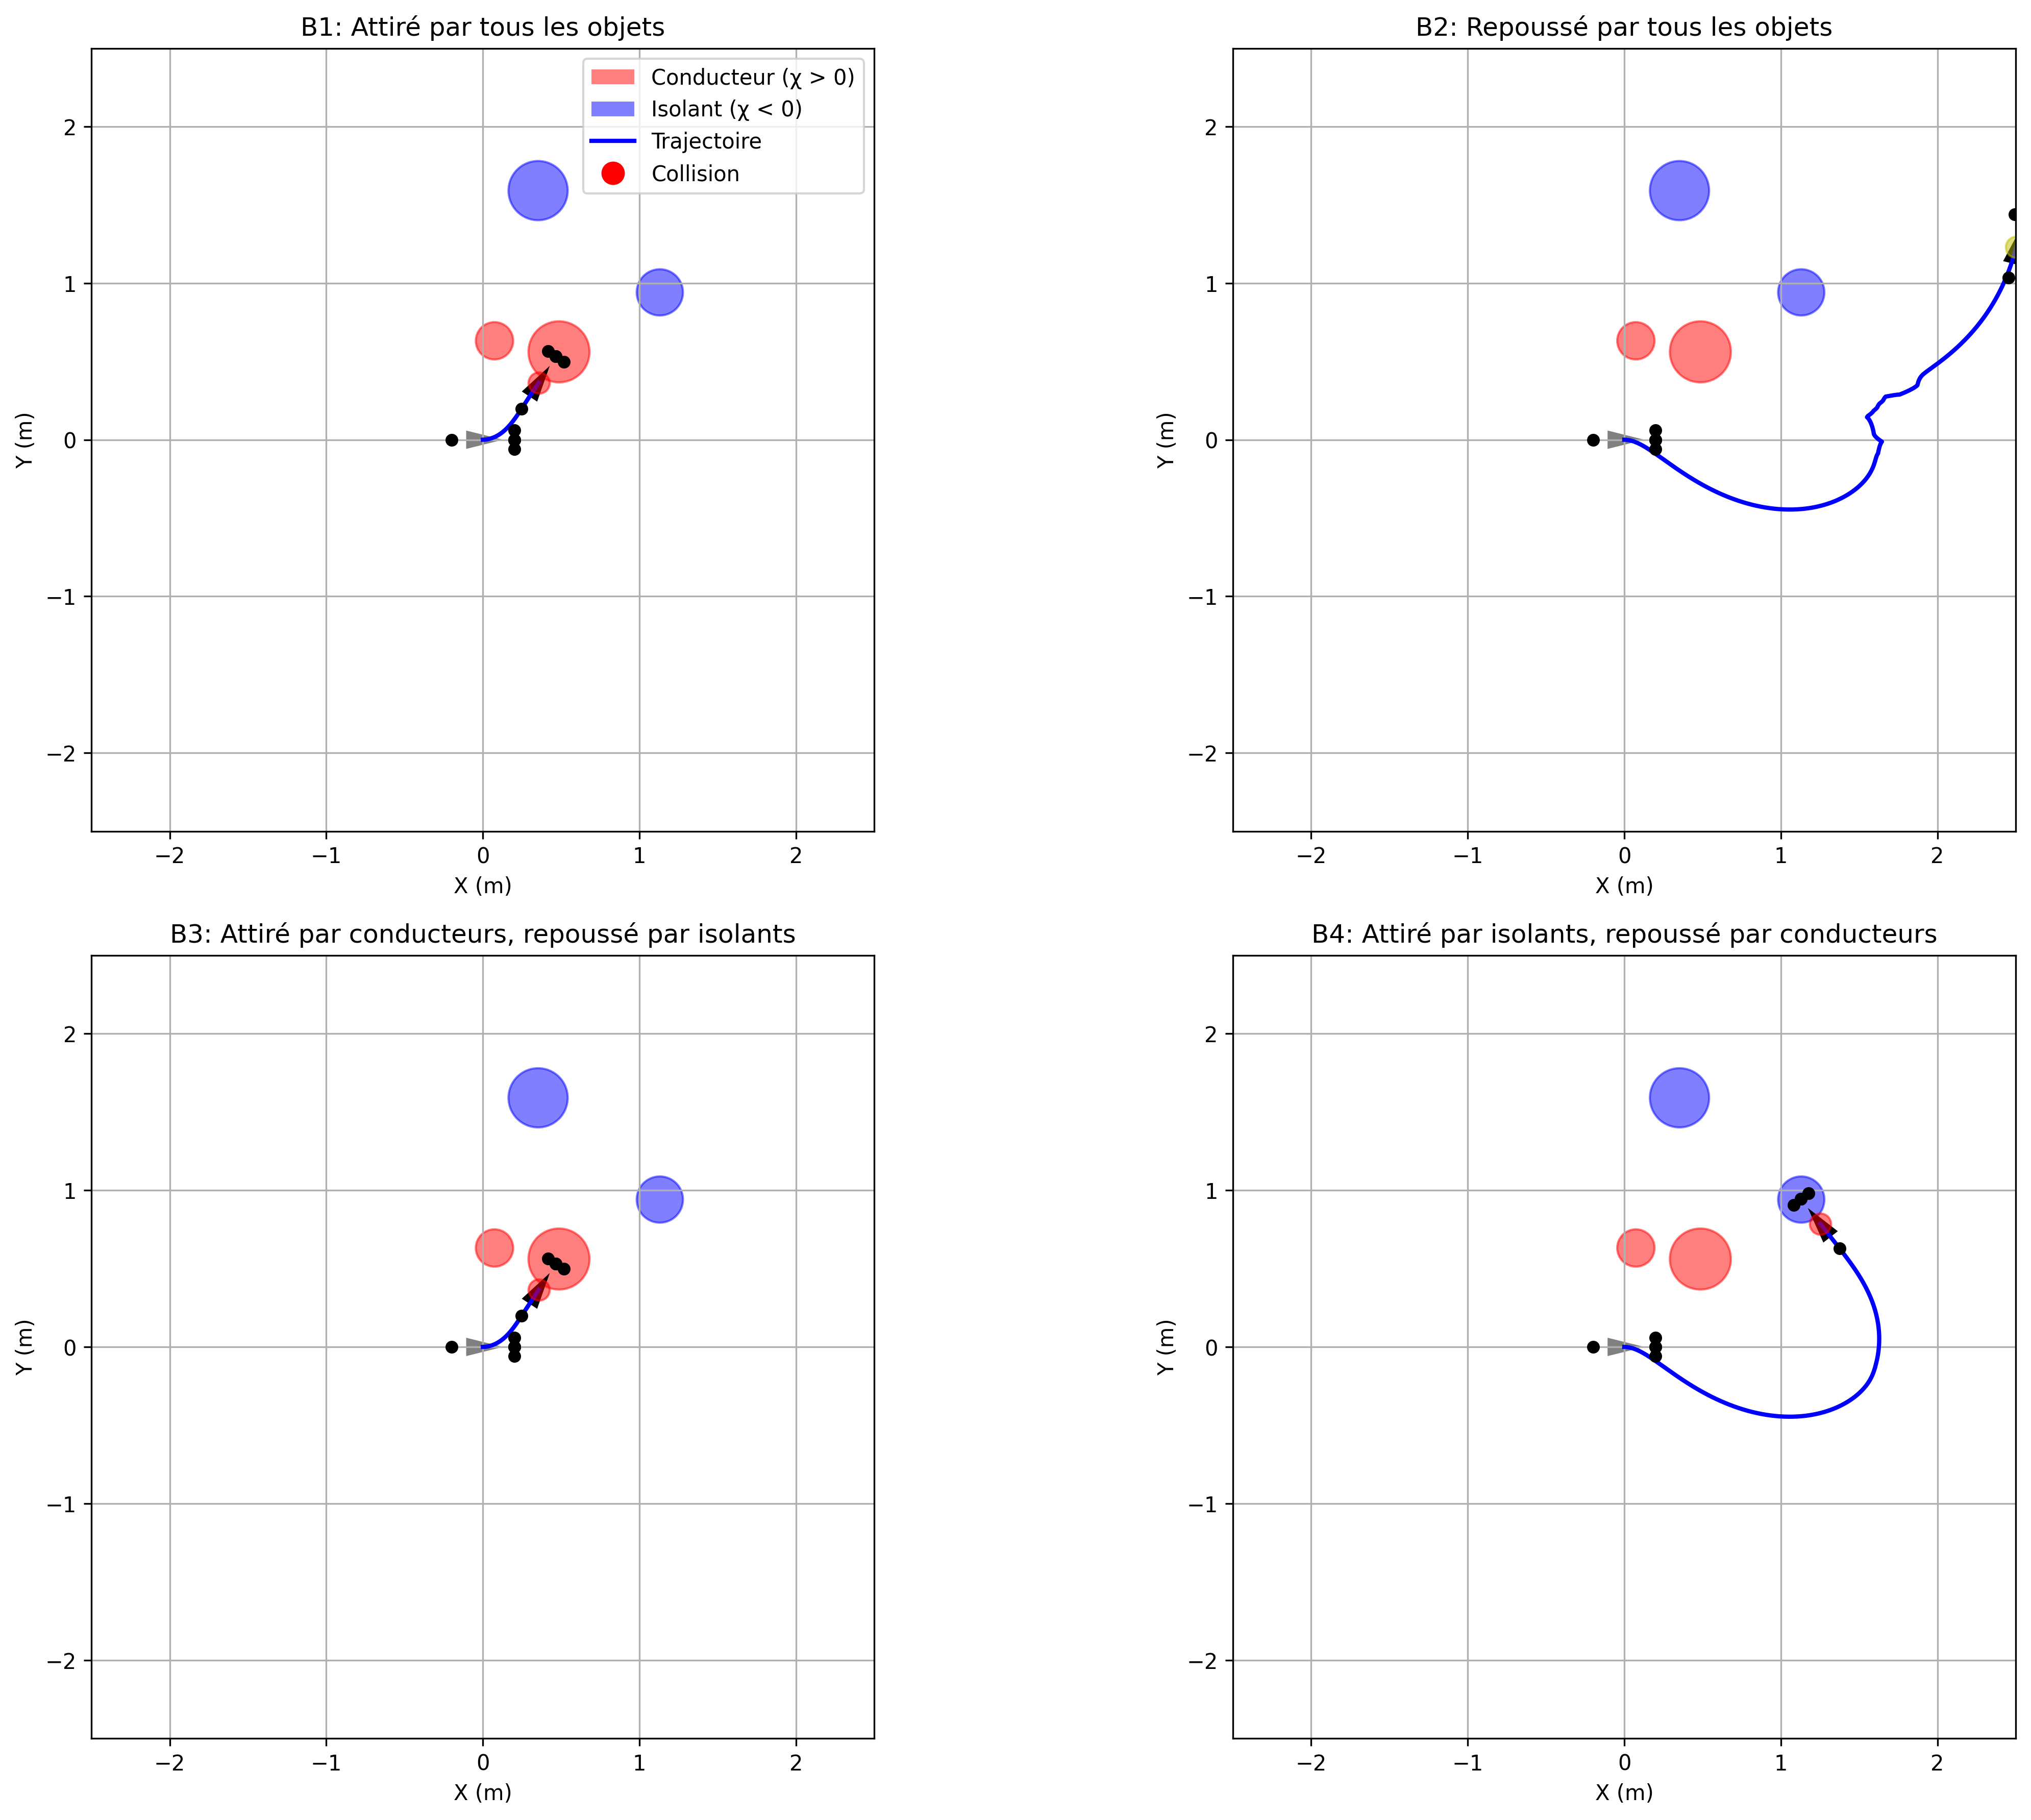 B1: Attiré par tous les objets
Conducteur (χ > 0)
Isolant (χ < 0)
Trajectoire
Collision
2
1
0
−1
−2
Y (m)
−2 −1 0 1 2
X (m)
B2: Repoussé par tous les objets
2
1
0
−1
−2
Y (m)
−2 −1 0 1 2
X (m)
B3: Attiré par conducteurs, repoussé par isolants
2
1
0
−1
−2
Y (m)
−2 −1 0 1 2
X (m)
B4: Attiré par isolants, repoussé par conducteurs
2
1
0
−1
−2
Y (m)
−2 −1 0 1 2
X (m)